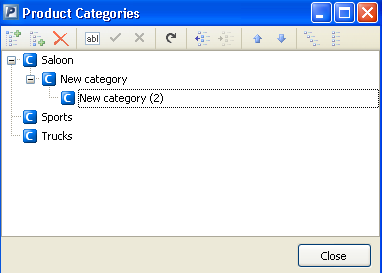 Product Categories
abl
Saloon
New category
New category (2)
Sports
Trucks
Close